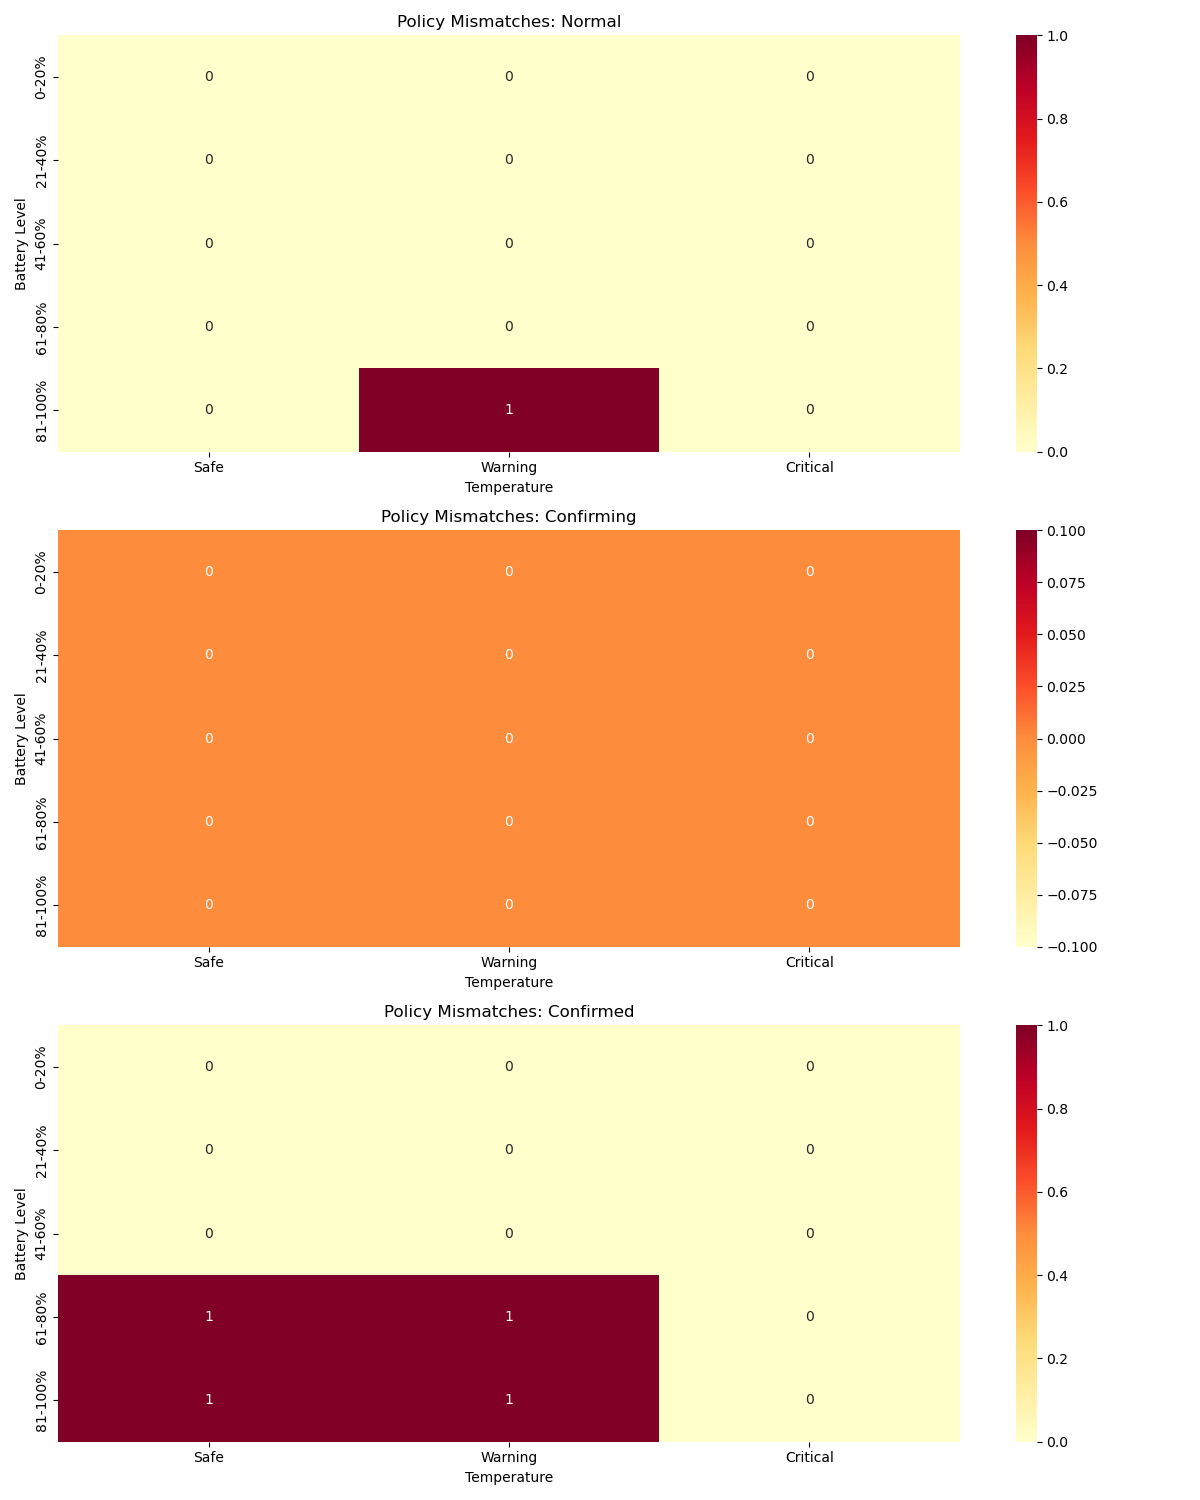 Policy Mismatches: Normal
Battery Level
0-20% 0 0 0
21-40% 0 0 0
41-60% 0 0 0
61-80% 0 0 0
81-100% 0 1 0
Safe Warning Critical
Temperature
1.0
0.8
0.6
0.4
0.2
0.0
Policy Mismatches: Confirming
Battery Level
0-20% 0 0 0
21-40% 0 0 0
41-60% 0 0 0
61-80% 0 0 0
81-100% 0 0 0
Safe Warning Critical
Temperature
0.100
0.075
0.050
0.025
0.000
−0.025
−0.050
−0.075
−0.100
Policy Mismatches: Confirmed
Battery Level
0-20% 0 0 0
21-40% 0 0 0
41-60% 0 0 0
61-80% 1 1 0
81-100% 1 1 0
Safe Warning Critical
Temperature
1.0
0.8
0.6
0.4
0.2
0.0